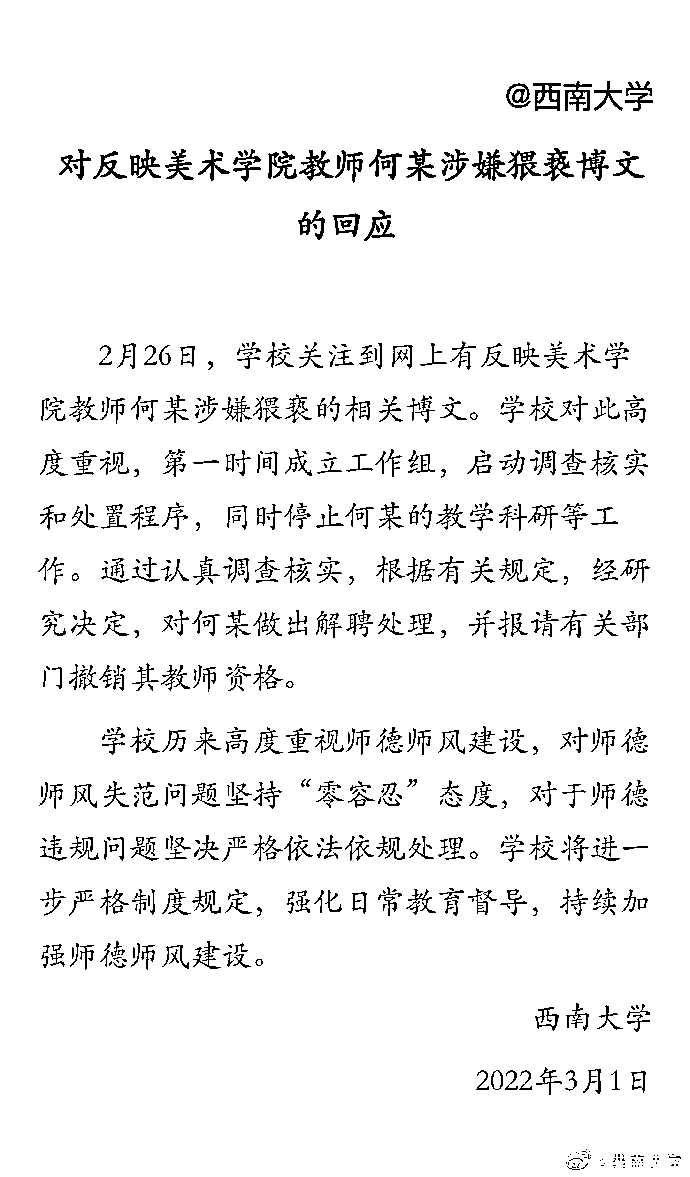 @西南大学
对反映美术学院教师何某涉嫌猥亵博文
的回应
2月26日，学校关注到网上有反映美术学
院教师何某涉嫌猥亵的相关博文。学校对此高
度重视，第一时间成立工作组，启动调查核实
和处置程序，同时停止何某的教学科研等工
作。通过认真调查核实，根据有关规定，经研
究决定，对何某做出解聘处理，并报请有关部
门撤销其教师资格。
学校历来高度重视师德师风建设，对师德
师风失范问题坚持“零容忍”态度，对于师德
违规问题坚决严格依法依规处理。学校将进一
步严格制度规定，强化日常教育督导，持续加
强师德师风建设。
西南大学
2022年3月1日